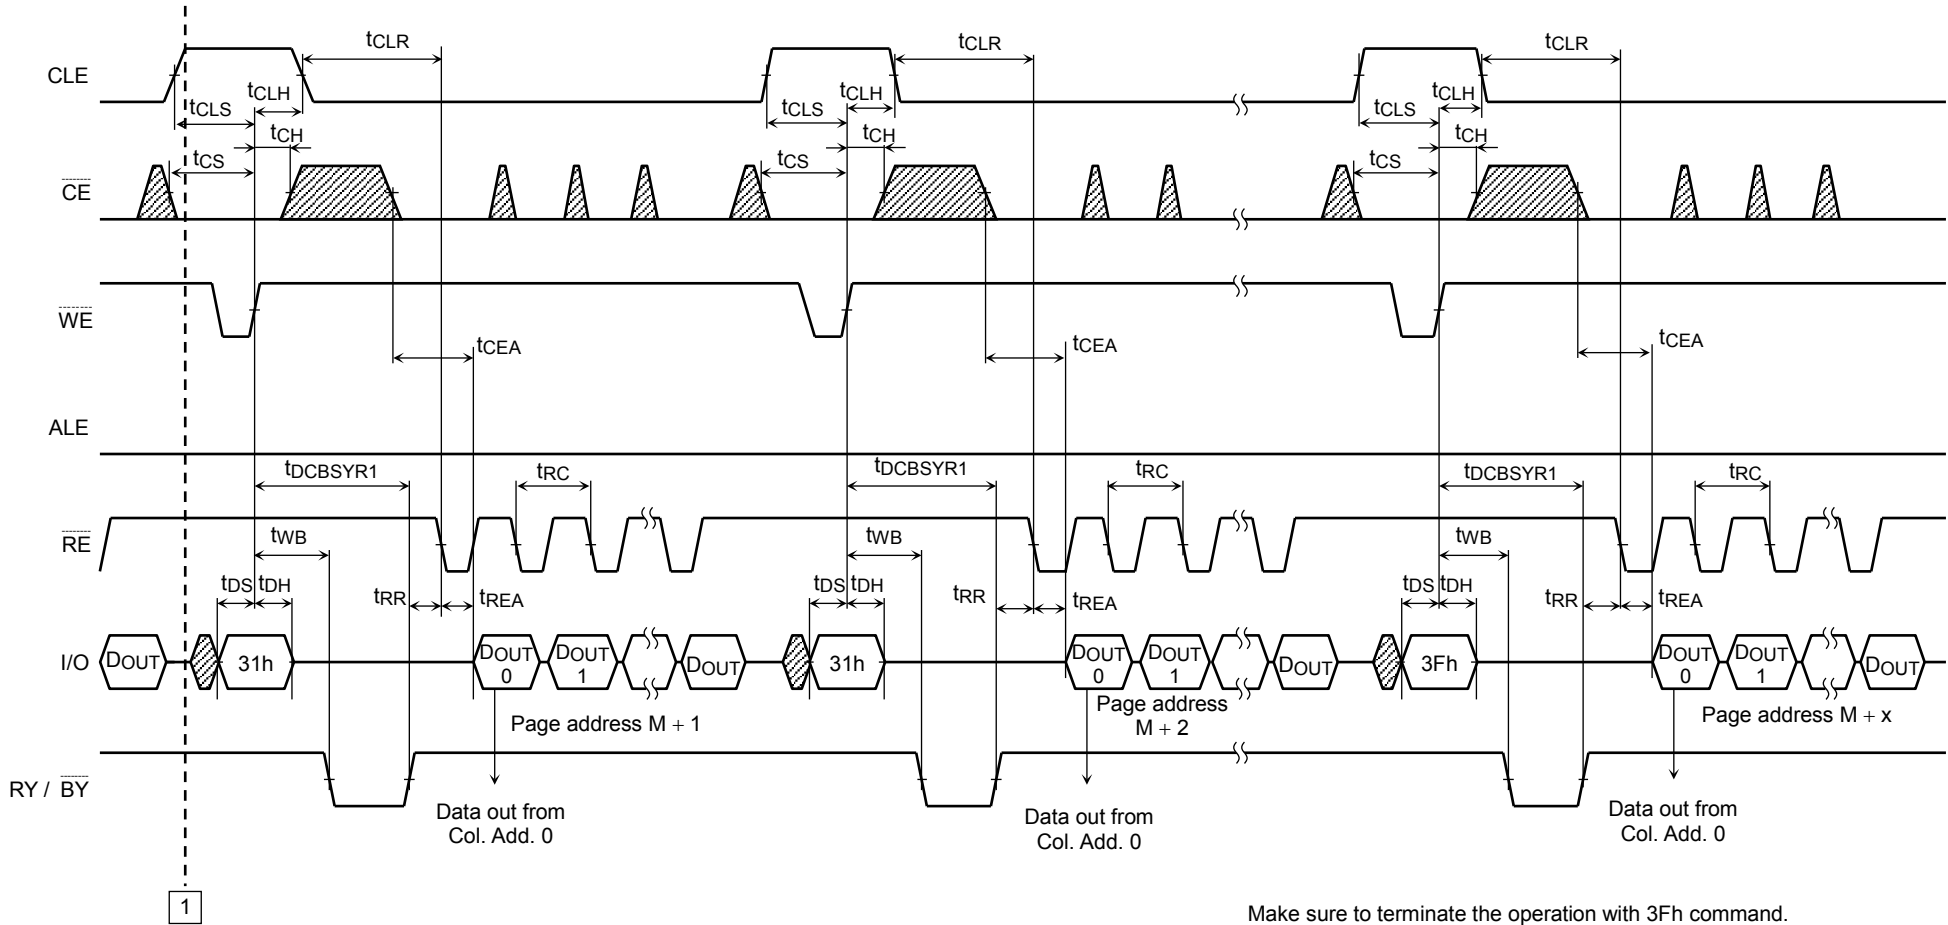 tCLR tCLR tCLR
CLE
tCLH tCLH tCLH
tCLS tCLS tCLS
tCH tCH tCH
tCS tCS tCS
CE
WE
tCEA tCEA tCEA
ALE
tDCBSYR1 tRC tDCBSYR1 tRC tDCBSYR1 tRC
RE
tWB tWB tWB
tDS tDH tDS tDH tDS tDH
tRR tREA tRR tREA tRR tREA
I/O DOUT 31h DOUT 0 DOUT 1 DOUT 31h DOUT 0 DOUT 1 DOUT 3Fh DOUT 0 DOUT 1 DOUT
Page address M + 1
Page address
M + 2
Page address M + x
RY / BY
Data out from
Col. Add. 0
Data out from
Col. Add. 0
Data out from
Col. Add. 0
1
Make sure to terminate the operation with 3Fh command.